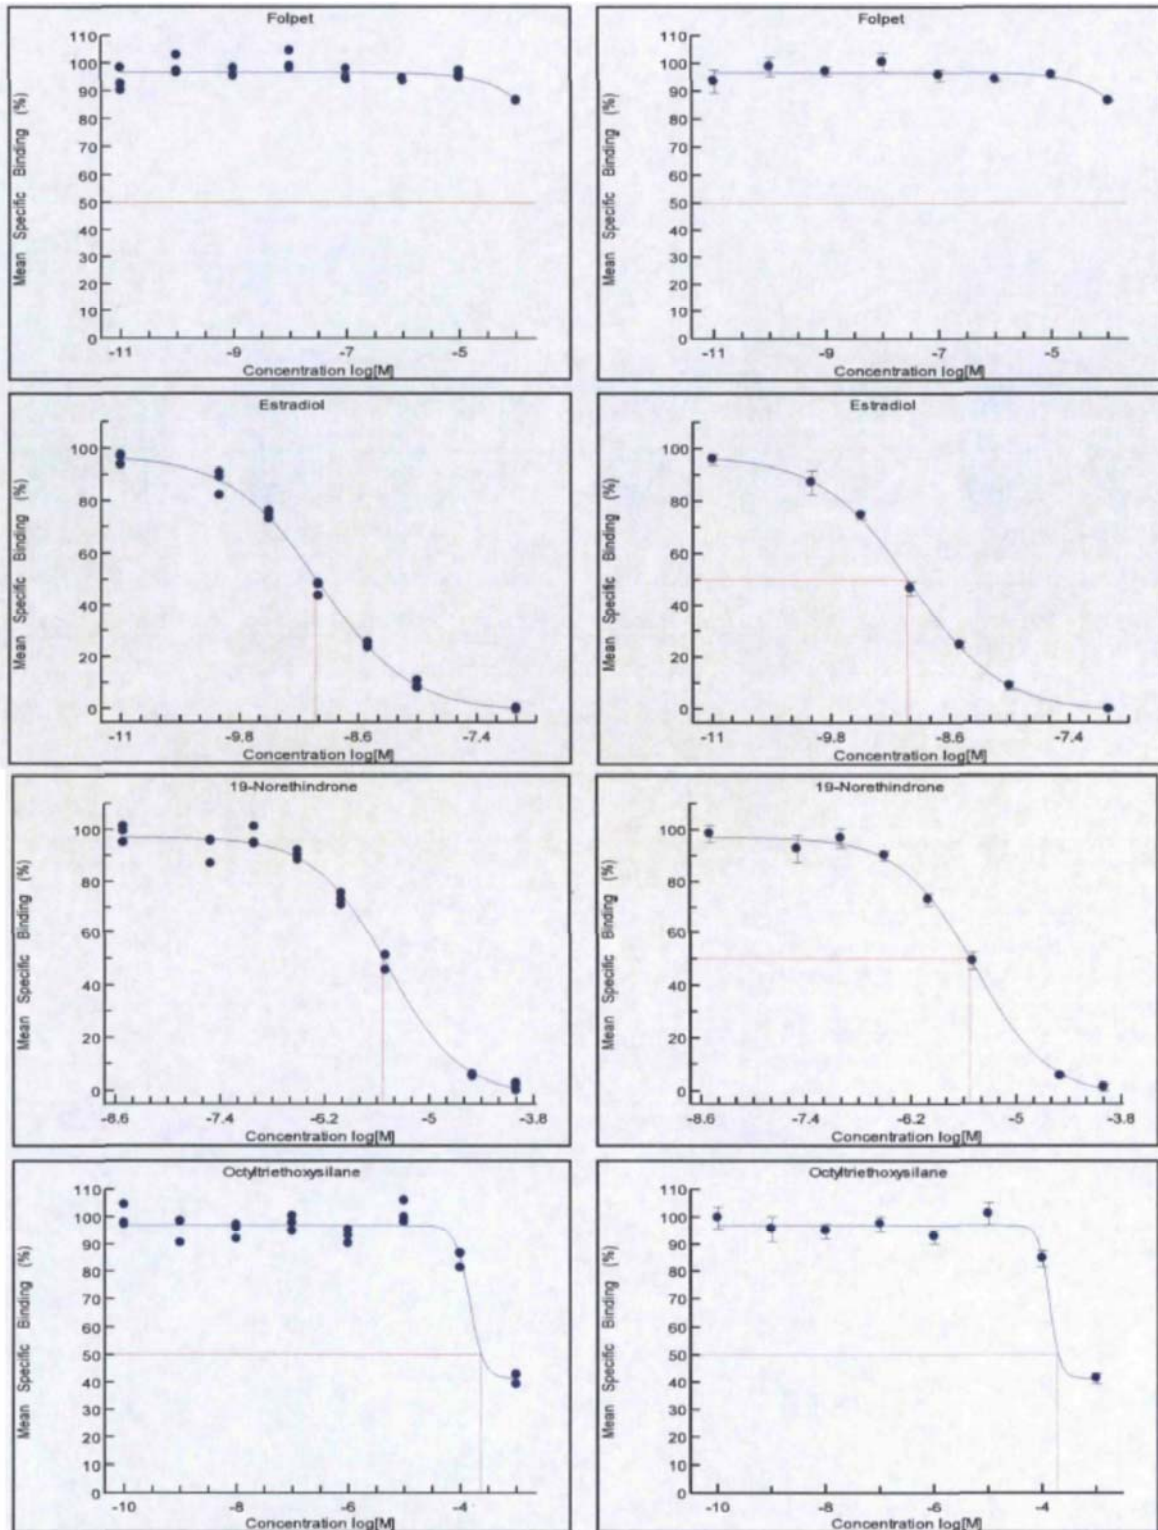 Folpet
Mean Specific Binding (%)
110
100
90
80
70
60
50
40
30
20
10
0
-11 -9 -7 -5
Concentration log[M]
Folpet
Mean Specific Binding (%)
110
100
90
80
70
60
50
40
30
20
10
0
-11 -9 -7 -5
Concentration log[M]
Estradiol
Mean Specific Binding (%)
100
80
60
40
20
0
-11 -9.8 -8.6 -7.4
Concentration log[M]
Estradiol
Mean Specific Binding (%)
100
80
60
40
20
0
-11 -9.8 -8.6 -7.4
Concentration log[M]
19-Norethindrone
Mean Specific Binding (%)
100
80
60
40
20
0
-8.6 -7.4 -6.2 -5 -3.8
Concentration log[M]
19-Norethindrone
Mean Specific Binding (%)
100
80
60
40
20
0
-8.6 -7.4 -6.2 -5 -3.8
Concentration log[M]
Octyltriethoxysilane
Mean Specific Binding (%)
110
100
90
80
70
60
50
40
30
20
10
0
-10 -8 -6 -4
Concentration log[M]
Octyltriethoxysilane
Mean Specific Binding (%)
110
100
90
80
70
60
50
40
30
20
10
0
-10 -8 -6 -4
Concentration log[M]